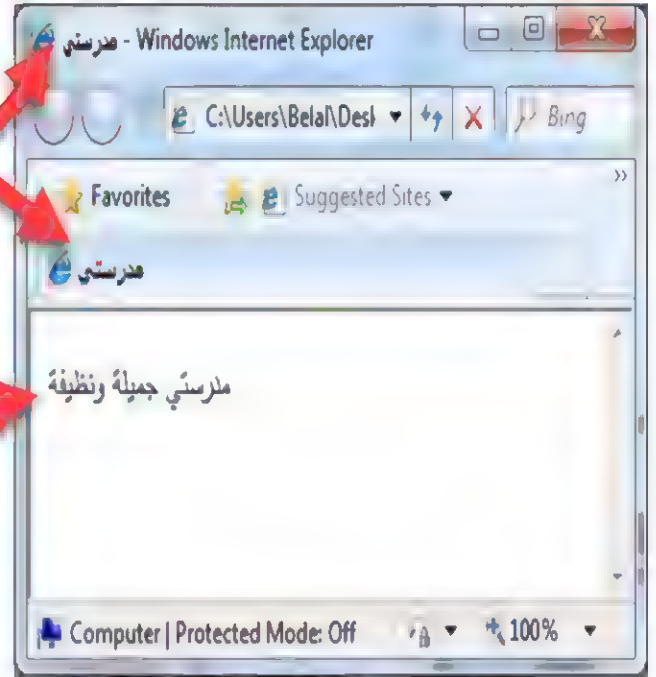 مدرستي - Windows Internet Explorer
C:\Users\Belal\Desl Bing
Favorites Suggested Sites
مدرستي
مدرستي جميلة ونظيفة
Computer | Protected Mode: Off 100%